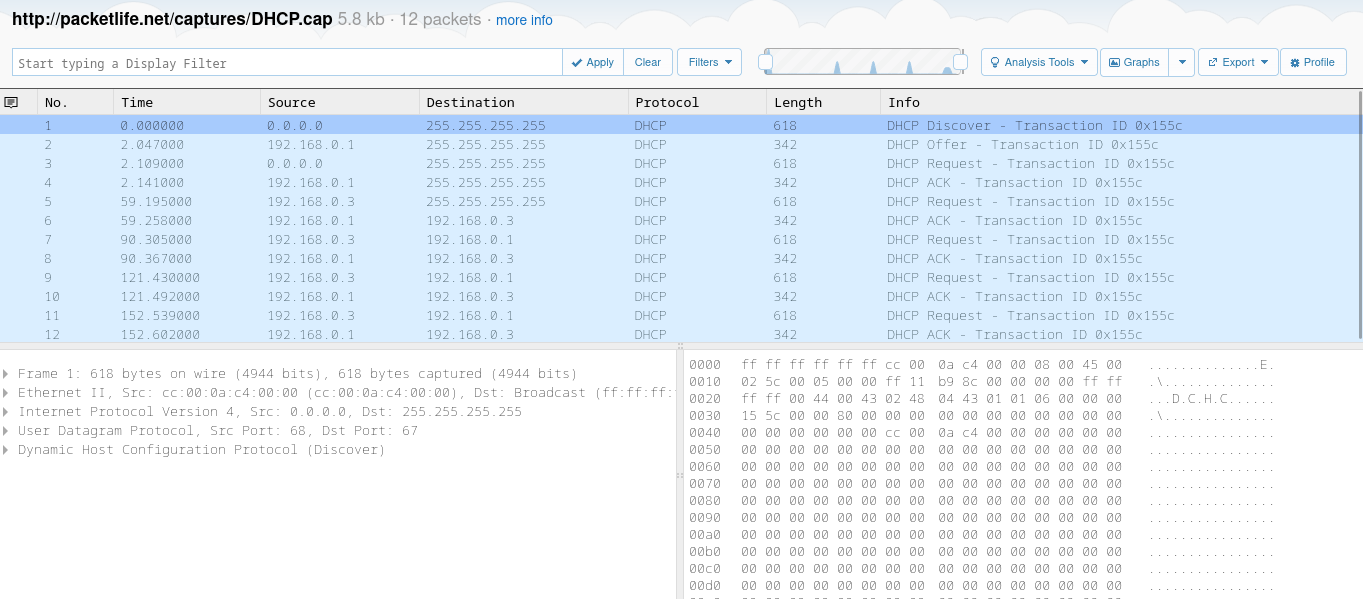 http://packetlife.net/captures/DHCP.cap 5.8 kb · 12 packets · more info
Start typing a Display Filter Apply Clear Filters Analysis Tools Graphs Export Profile
No. Time Source Destination Protocol Length Info
1 0.000000 0.0.0.0 255.255.255.255 DHCP 618 DHCP Discover - Transaction ID 0x155c
2 2.047000 192.168.0.1 255.255.255.255 DHCP 342 DHCP Offer - Transaction ID 0x155c
3 2.109000 0.0.0.0 255.255.255.255 DHCP 618 DHCP Request - Transaction ID 0x155c
4 2.141000 192.168.0.1 255.255.255.255 DHCP 342 DHCP ACK - Transaction ID 0x155c
5 59.195000 192.168.0.3 255.255.255.255 DHCP 618 DHCP Request - Transaction ID 0x155c
6 59.258000 192.168.0.1 192.168.0.3 DHCP 342 DHCP ACK - Transaction ID 0x155c
7 90.305000 192.168.0.3 192.168.0.1 DHCP 618 DHCP Request - Transaction ID 0x155c
8 90.367000 192.168.0.1 192.168.0.3 DHCP 342 DHCP ACK - Transaction ID 0x155c
9 121.430000 192.168.0.3 192.168.0.1 DHCP 618 DHCP Request - Transaction ID 0x155c
10 121.492000 192.168.0.1 192.168.0.3 DHCP 342 DHCP ACK - Transaction ID 0x155c
11 152.539000 192.168.0.3 192.168.0.1 DHCP 618 DHCP Request - Transaction ID 0x155c
12 152.602000 192.168.0.1 192.168.0.3 DHCP 342 DHCP ACK - Transaction ID 0x155c
Frame 1: 618 bytes on wire (4944 bits), 618 bytes captured (4944 bits)
Ethernet II, Src: cc:00:0a:c4:00:00 (cc:00:0a:c4:00:00), Dst: Broadcast (ff:ff:ff:
Internet Protocol Version 4, Src: 0.0.0.0, Dst: 255.255.255.255
User Datagram Protocol, Src Port: 68, Dst Port: 67
Dynamic Host Configuration Protocol (Discover)
0000 ff ff ff ff ff ff cc 00 0a c4 00 00 08 00 45 00 ..............E.
0010 02 5c 00 05 00 00 ff 11 b9 8c 00 00 00 00 ff ff .\..............
0020 ff ff 00 44 00 43 02 48 04 43 01 01 06 00 00 00 ...D.C.H.C......
0030 15 5c 00 00 80 00 00 00 00 00 00 00 00 00 00 00 .\..............
0040 00 00 00 00 00 00 cc 00 0a c4 00 00 00 00 00 00 ................
0050 00 00 00 00 00 00 00 00 00 00 00 00 00 00 00 00 ................
0060 00 00 00 00 00 00 00 00 00 00 00 00 00 00 00 00 ................
0070 00 00 00 00 00 00 00 00 00 00 00 00 00 00 00 00 ................
0080 00 00 00 00 00 00 00 00 00 00 00 00 00 00 00 00 ................
0090 00 00 00 00 00 00 00 00 00 00 00 00 00 00 00 00 ................
00a0 00 00 00 00 00 00 00 00 00 00 00 00 00 00 00 00 ................
00b0 00 00 00 00 00 00 00 00 00 00 00 00 00 00 00 00 ................
00c0 00 00 00 00 00 00 00 00 00 00 00 00 00 00 00 00 ................
00d0 00 00 00 00 00 00 00 00 00 00 00 00 00 00 00 00 ................